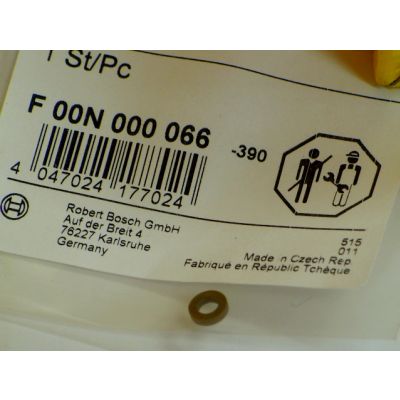 1 St/Pc
F 00N 000 066
-390
4 047024 177024
Robert Bosch GmbH
Auf der Breit 4
76227 Karlsruhe
Germany
515
011
Made in Czech Rep.
Fabriqué en République Tchèque